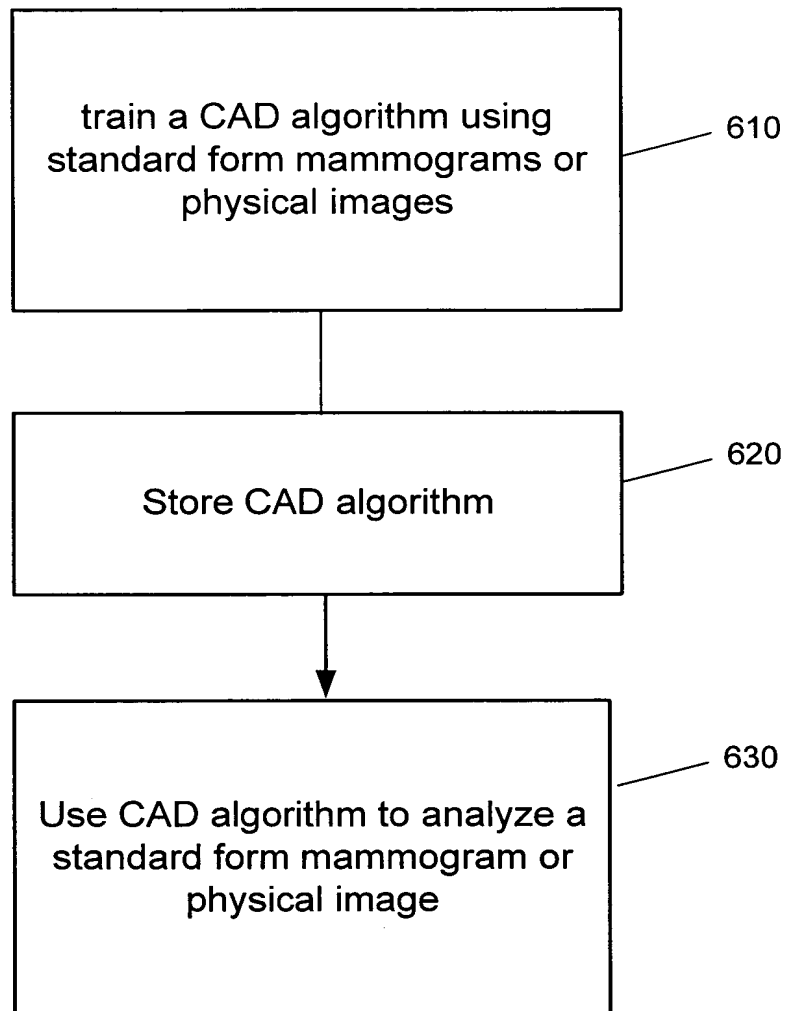 train a CAD algorithm using
standard form mammograms or
physical images
610
Store CAD algorithm
620
Use CAD algorithm to analyze a
standard form mammogram or
physical image
630